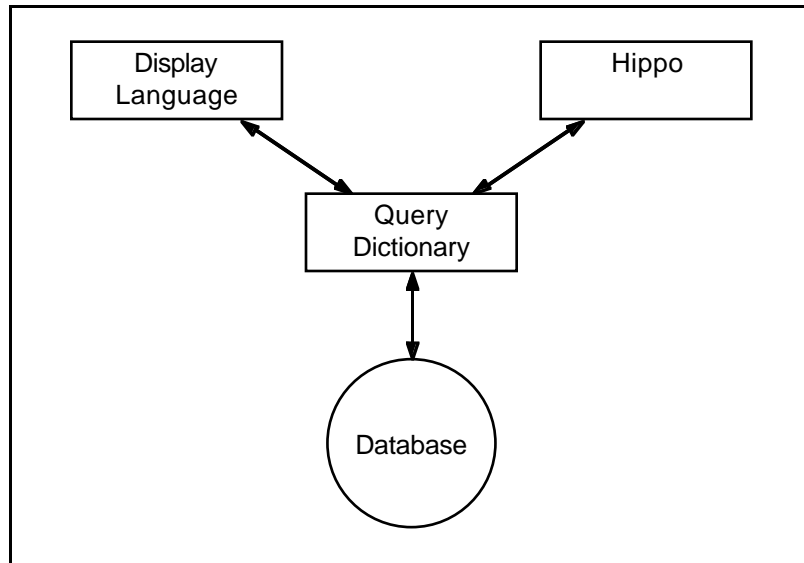 Display
Language
Hippo
Query
Dictionary
Database